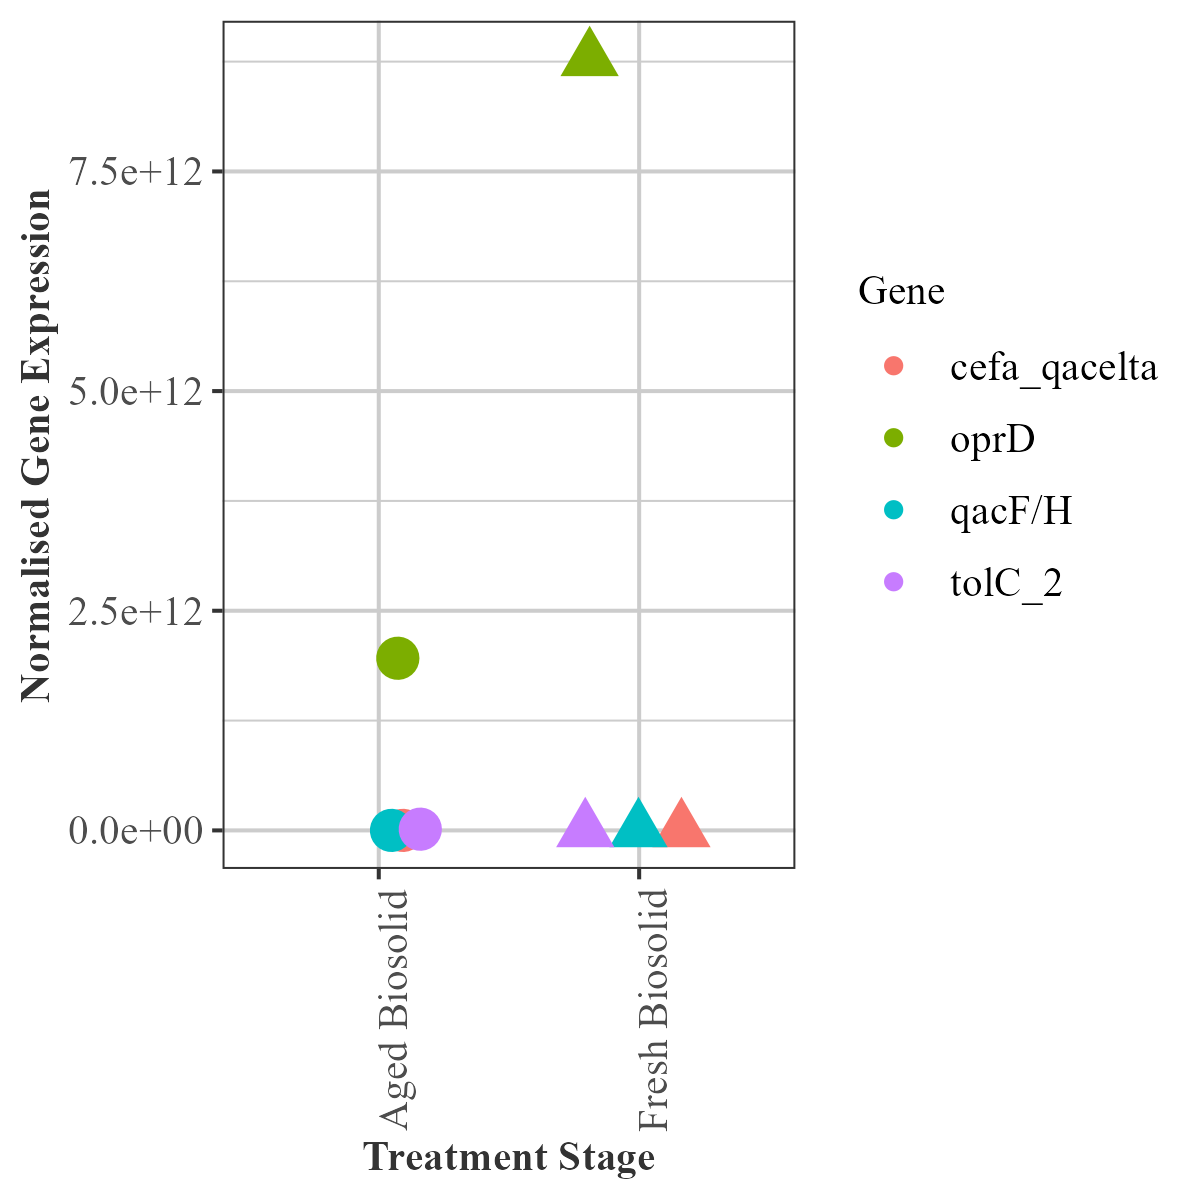 Normalised Gene Expression
7.5e+12
5.0e+12
2.5e+12
0.0e+00
Aged Biosolid
Fresh Biosolid
Treatment Stage
Gene
cefa_qacelta
oprD
qacF/H
tolC_2